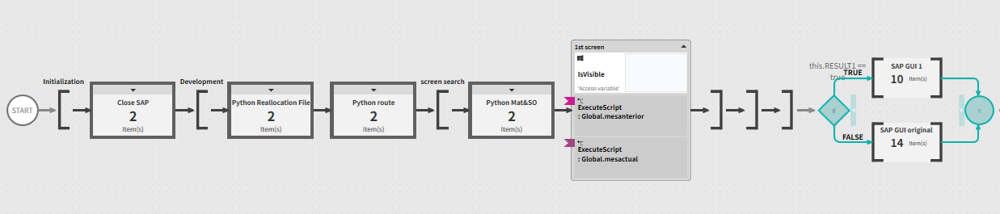 START
Initialization
Close SAP
2
Item(s)
Development
Python Reallocation File
2
Item(s)
Python route
2
Item(s)
screen search
Python Mat&SO
2
Item(s)
1st screen
IsVisible
'Acceso variable'
ExecuteScript
: Global.mesanterior
ExecuteScript
: Global.mesactual
this.RESULT1 ==
true
If
TRUE
SAP GUI 1
10 Item(s)
FALSE
SAP GUI original
14 Item(s)
If